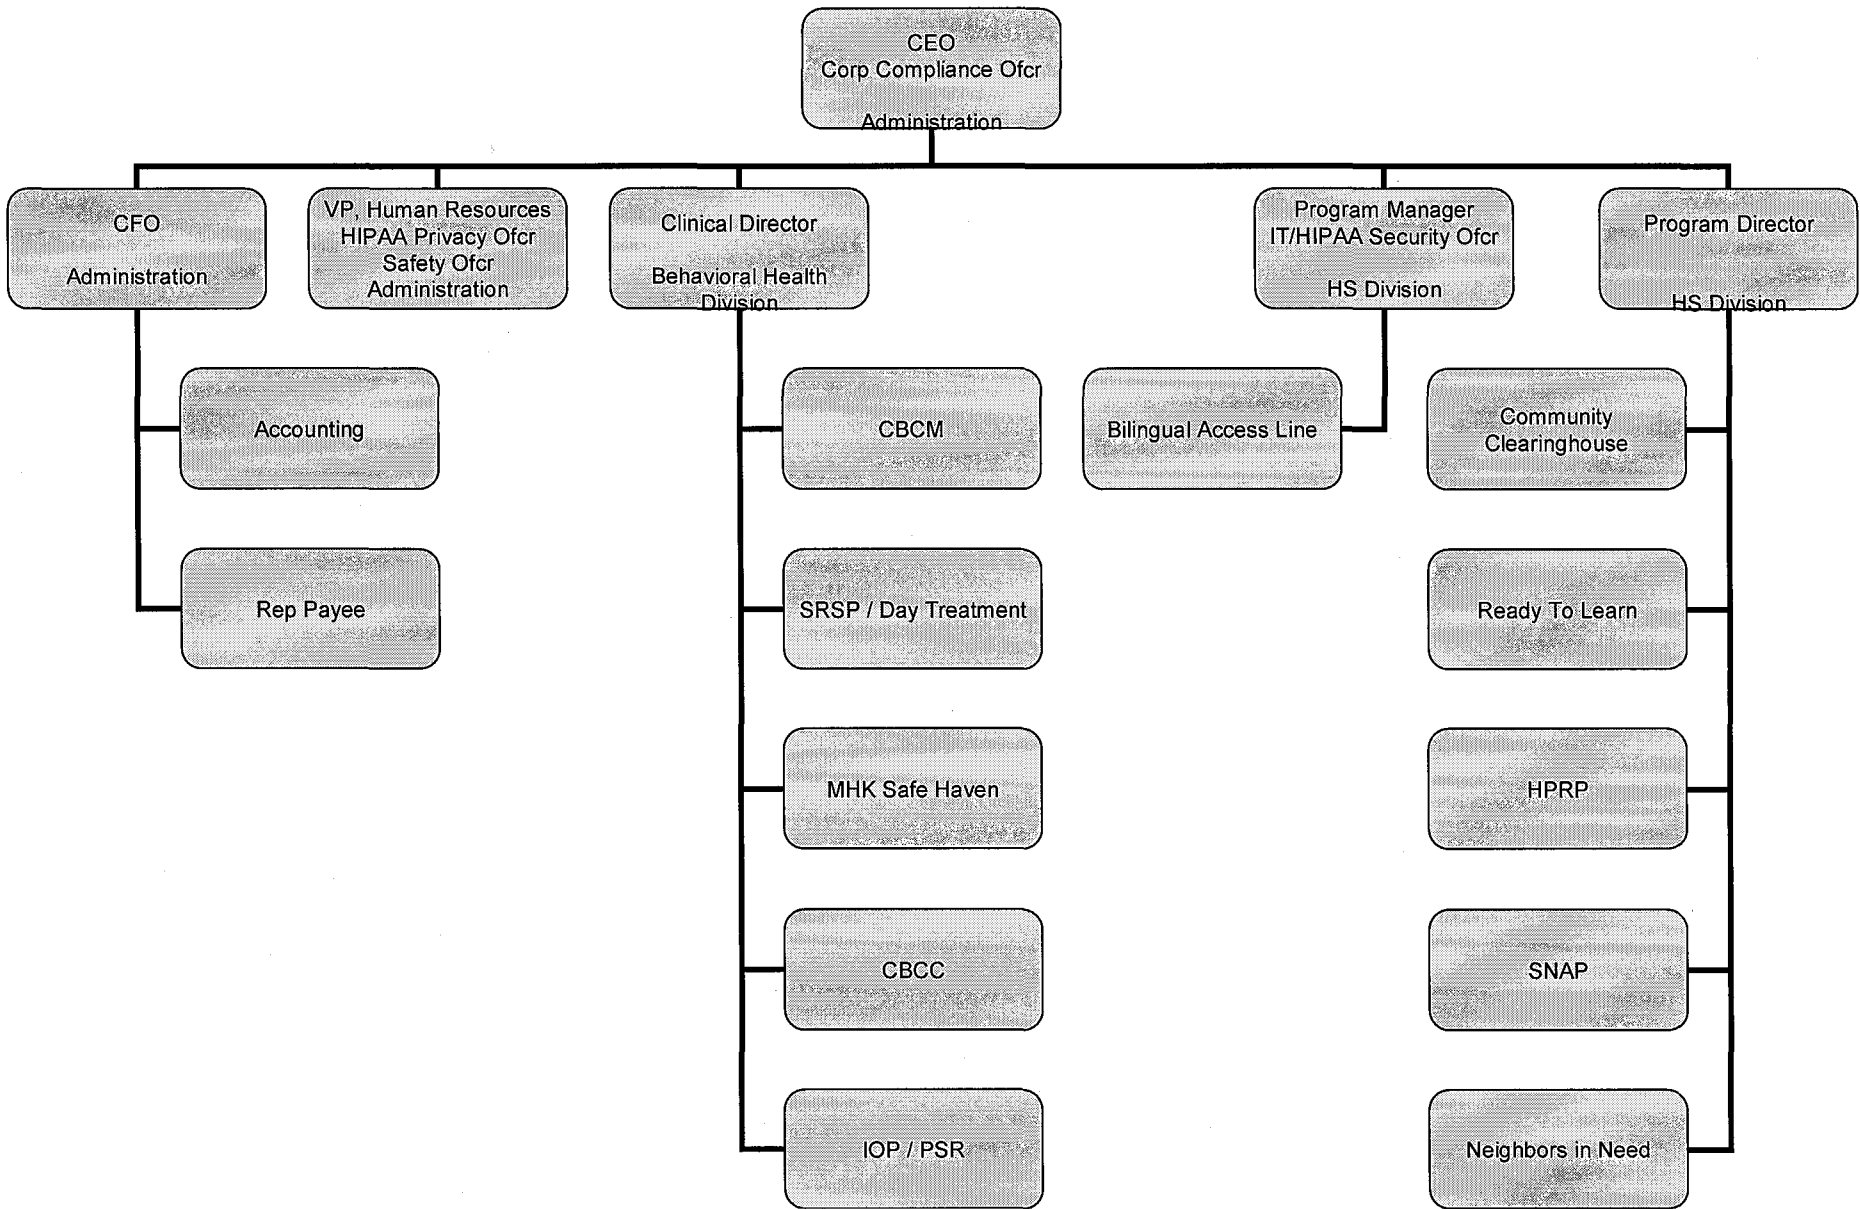 CEO
Corp Compliance Ofcr
Administration
CFO
Administration
VP, Human Resources
HIPAA Privacy Ofcr
Safety Ofcr
Administration
Clinical Director
Behavioral Health
Division
Program Manager
IT/HIPAA Security Ofcr
HS Division
Program Director
HS Division
Accounting
Rep Payee
CBCM
SRSP / Day Treatment
MHK Safe Haven
CBCC
IOP / PSR
Bilingual Access Line
Community
Clearinghouse
Ready To Learn
HPRP
SNAP
Neighbors in Need